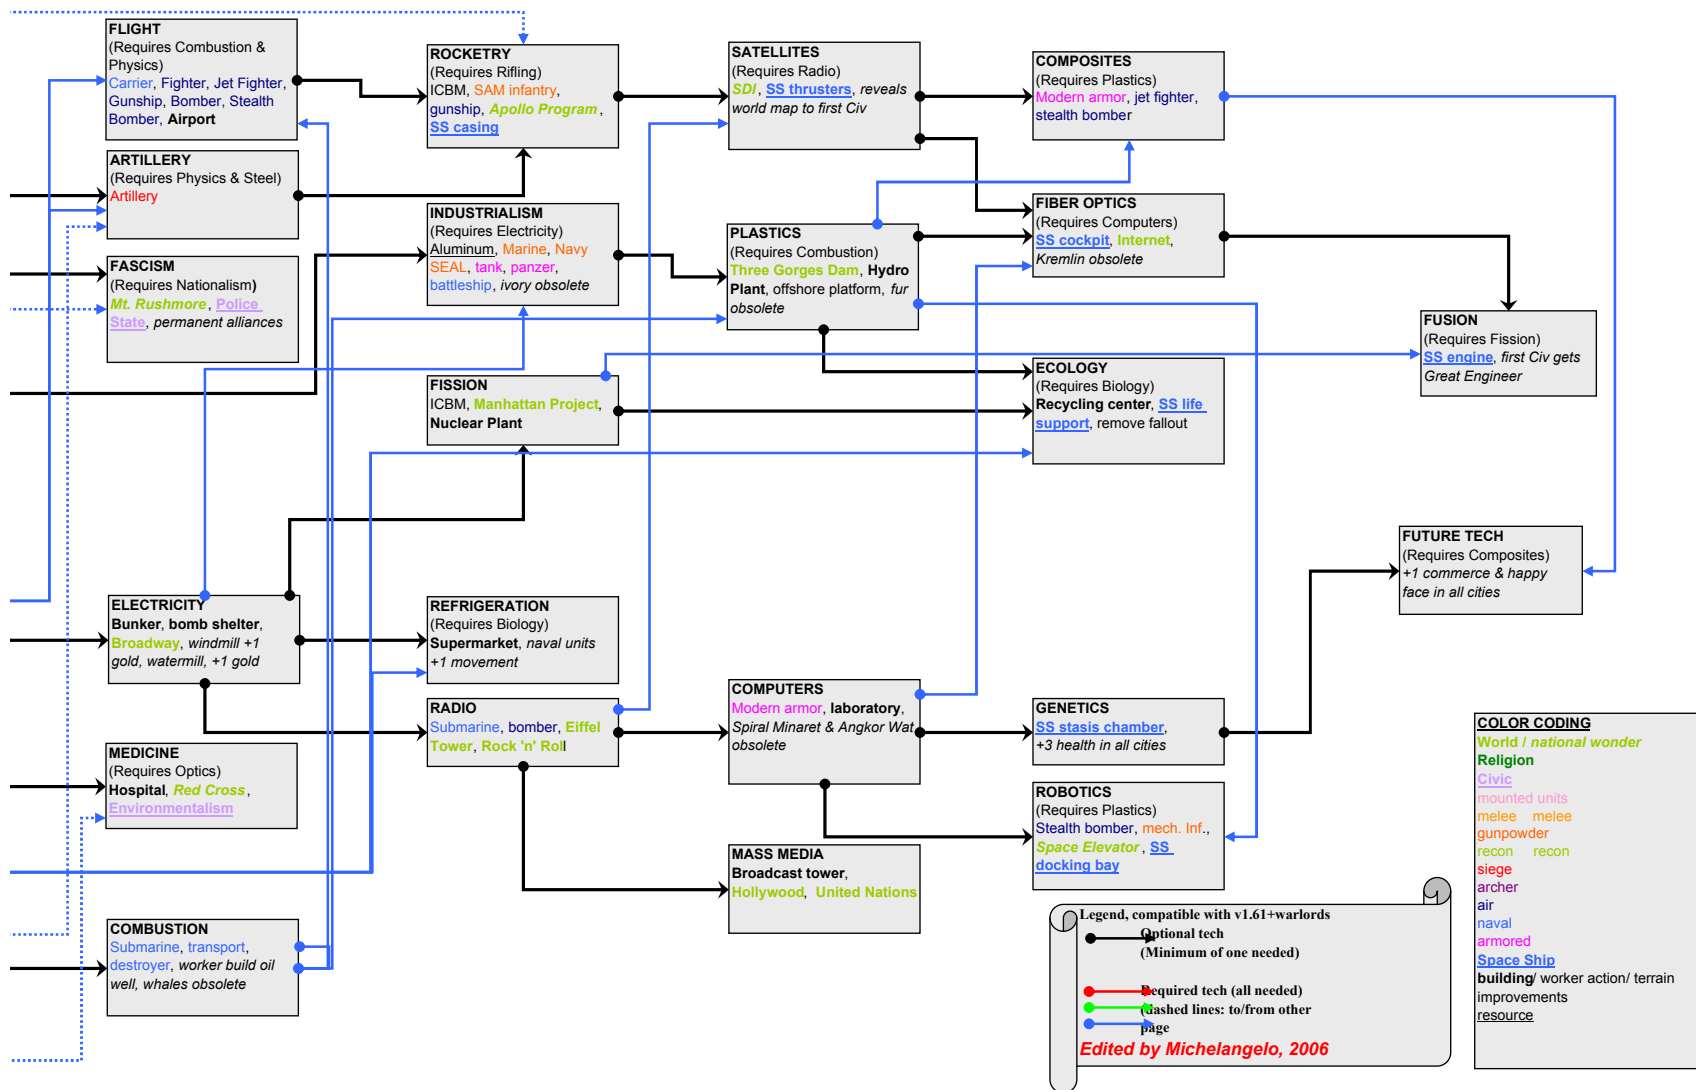 FLIGHT
(Requires Combustion &
Physics)
Carrier, Fighter, Jet Fighter,
Gunship, Bomber, Stealth
Bomber, Airport
ARTILLERY
(Requires Physics & Steel)
Artillery
FASCISM
(Requires Nationalism)
Mt. Rushmore, Police
State, permanent alliances
ELECTRICITY
Bunker, bomb shelter,
Broadway, windmill +1
gold, watermill, +1 gold
MEDICINE
(Requires Optics)
Hospital, Red Cross,
Environmentalism
COMBUSTION
Submarine, transport,
destroyer, worker build oil
well, whales obsolete
ROCKETRY
(Requires Rifling)
ICBM, SAM infantry,
gunship, Apollo Program,
SS casing
INDUSTRIALISM
(Requires Electricity)
Aluminum, Marine, Navy
SEAL, tank, panzer,
battleship, ivory obsolete
FISSION
ICBM, Manhattan Project,
Nuclear Plant
REFRIGERATION
(Requires Biology)
Supermarket, naval units
+1 movement
RADIO
Submarine, bomber, Eiffel
Tower, Rock 'n' Roll
SATELLITES
(Requires Radio)
SDI, SS thrusters, reveals
world map to first Civ
PLASTICS
(Requires Combustion)
Three Gorges Dam, Hydro
Plant, offshore platform, fur
obsolete
COMPUTERS
Modern armor, laboratory,
Spiral Minaret & Angkor Wat
obsolete
MASS MEDIA
Broadcast tower,
Hollywood, United Nations
COMPOSITES
(Requires Plastics)
Modern armor, jet fighter,
stealth bomber
FIBER OPTICS
(Requires Computers)
SS cockpit, Internet,
Kremlin obsolete
ECOLOGY
(Requires Biology)
Recycling center, SS life
support, remove fallout
GENETICS
SS stasis chamber,
+3 health in all cities
ROBOTICS
(Requires Plastics)
Stealth bomber, mech. Inf.,
Space Elevator, SS
docking bay
FUSION
(Requires Fission)
SS engine, first Civ gets
Great Engineer
FUTURE TECH
(Requires Composites)
+1 commerce & happy
face in all cities
Legend, compatible with v1.61+warlords
Optional tech
(Minimum of one needed)
Required tech (all needed)
(dashed lines: to/from other
page
Edited by Michelangelo, 2006
COLOR CODING
World / national wonder
Religion
Civic
mounted units
melee melee
gunpowder
recon recon
siege
archer
air
naval
armored
Space Ship
building/ worker action/ terrain
improvements
resource